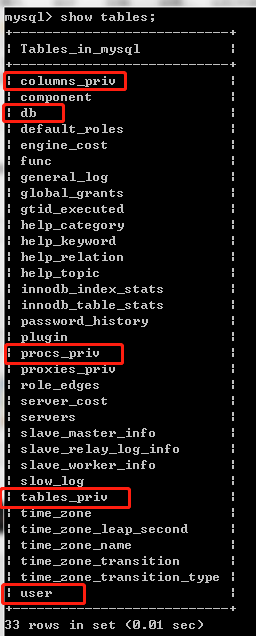 mysql> show tables;
+---------------------------+
| Tables_in_mysql           |
+---------------------------+
| columns_priv              |
| component                 |
| db                        |
| default_roles             |
| engine_cost               |
| func                      |
| general_log               |
| global_grants             |
| gtid_executed             |
| help_category             |
| help_keyword              |
| help_relation             |
| help_topic                |
| innodb_index_stats        |
| innodb_table_stats        |
| password_history          |
| plugin                    |
| procs_priv                |
| proxies_priv              |
| role_edges                |
| server_cost               |
| servers                   |
| slave_master_info         |
| slave_relay_log_info      |
| slave_worker_info         |
| slow_log                  |
| tables_priv               |
| time_zone                 |
| time_zone_leap_second     |
| time_zone_name            |
| time_zone_transition      |
| time_zone_transition_type |
| user                      |
+---------------------------+
33 rows in set (0.01 sec)